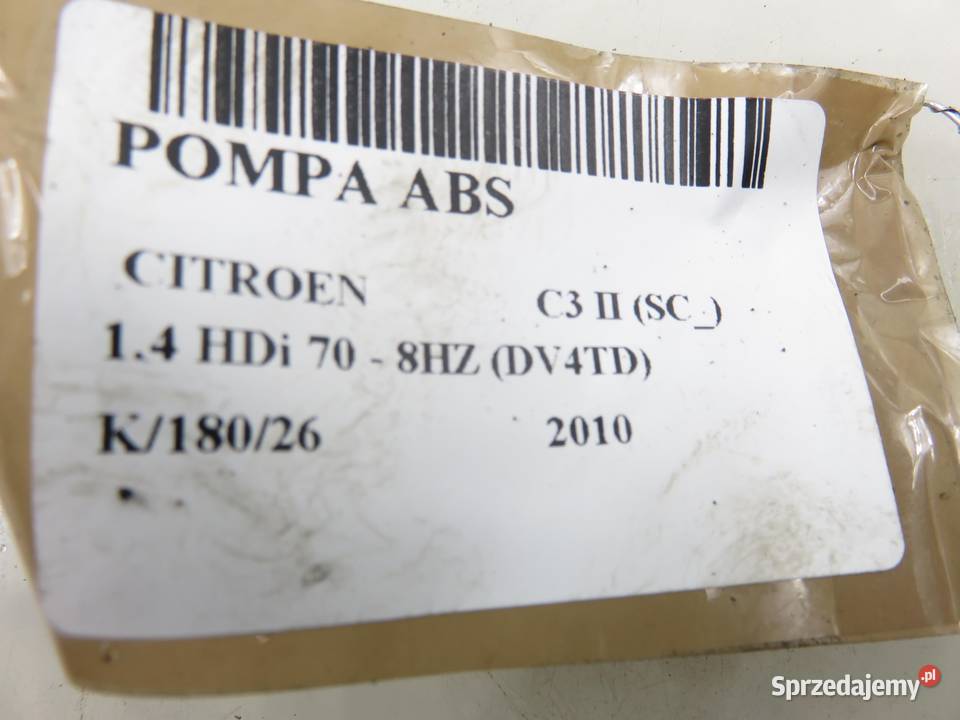 POMPA ABS
CITROEN C3 II (SC_)
1.4 HDi 70 - 8HZ (DV4TD)
K/180/26 2010
Sprzedajemy.pl